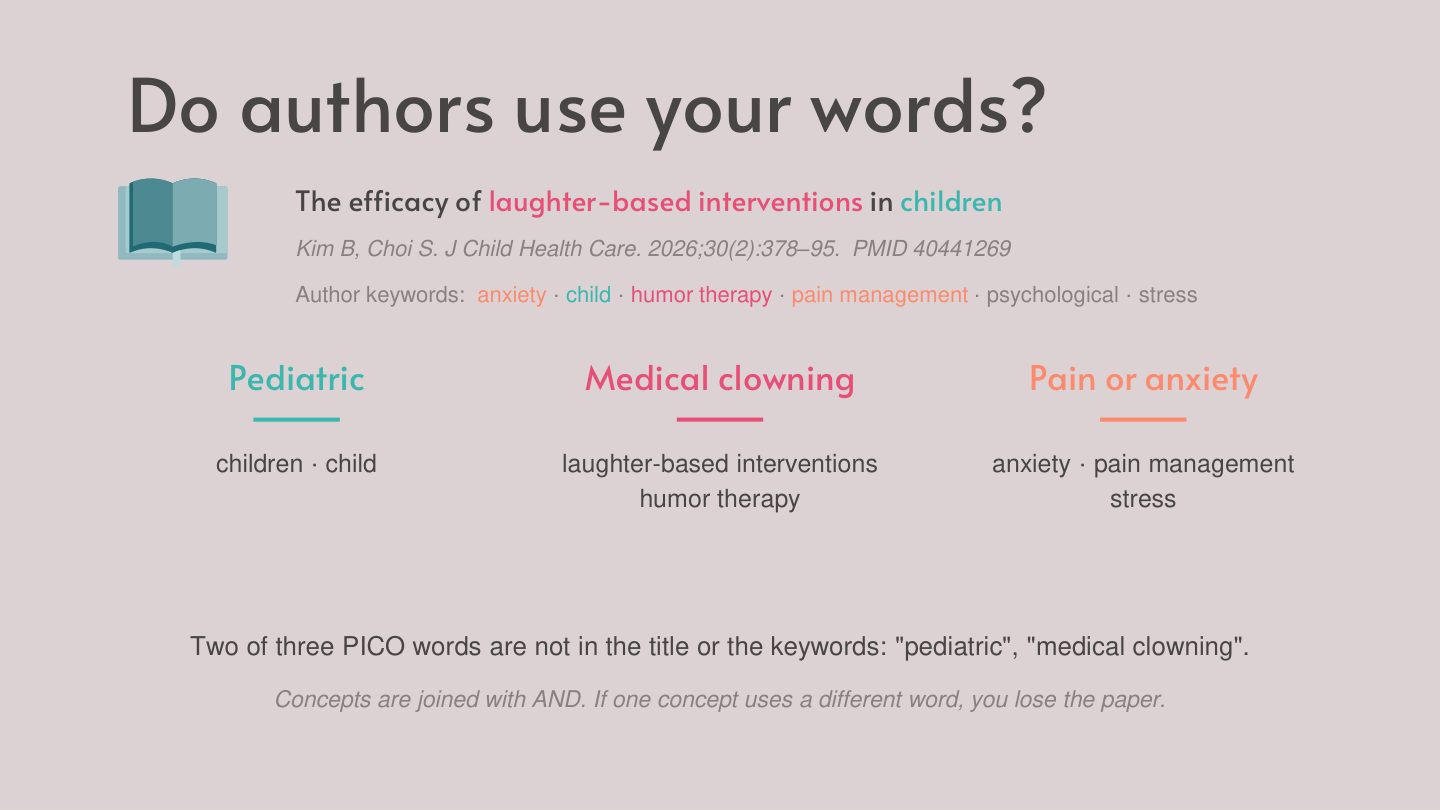 Do authors use your words?
The efficacy of laughter-based interventions in children
Kim B, Choi S. J Child Health Care. 2026;30(2):378–95.  PMID 40441269
Author keywords:  anxiety · child · humor therapy · pain management · psychological · stress
Pediatric
children · child
Medical clowning
laughter-based interventions
humor therapy
Pain or anxiety
anxiety · pain management
stress
Two of three PICO words are not in the title or the keywords: "pediatric", "medical clowning".
Concepts are joined with AND. If one concept uses a different word, you lose the paper.